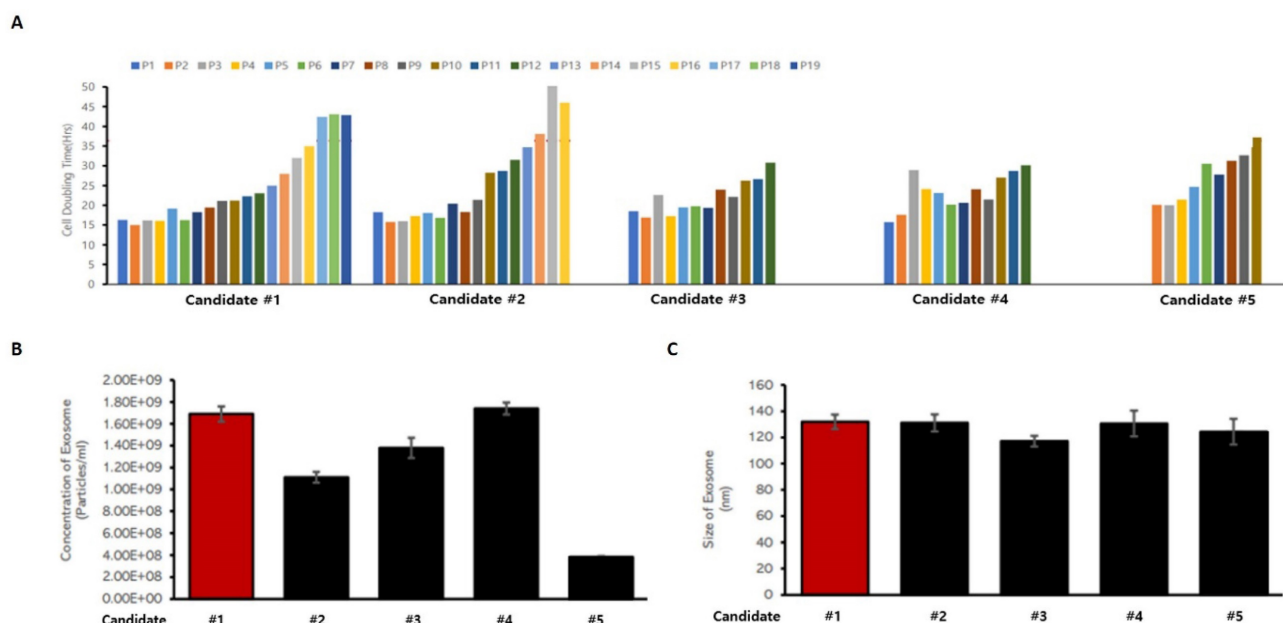 A
P1 P2 P3 P4 P5 P6 P7 P8 P9 P10 P11 P12 P13 P14 P15 P16 P17 P18 P19
Cell Doubling Time(Hrs)
50
45
40
35
30
25
20
15
10
5
0
Candidate #1 Candidate #2 Candidate #3 Candidate #4 Candidate #5
B
Concentration of Exosome
(Particles/ml)
2.00E+09
1.80E+09
1.60E+09
1.40E+09
1.20E+09
1.00E+09
8.00E+08
6.00E+08
4.00E+08
2.00E+08
0.00E+00
Candidate #1 #2 #3 #4 #5
C
Size of Exosome
(nm)
160
140
120
100
80
60
40
20
0
Candidate #1 #2 #3 #4 #5